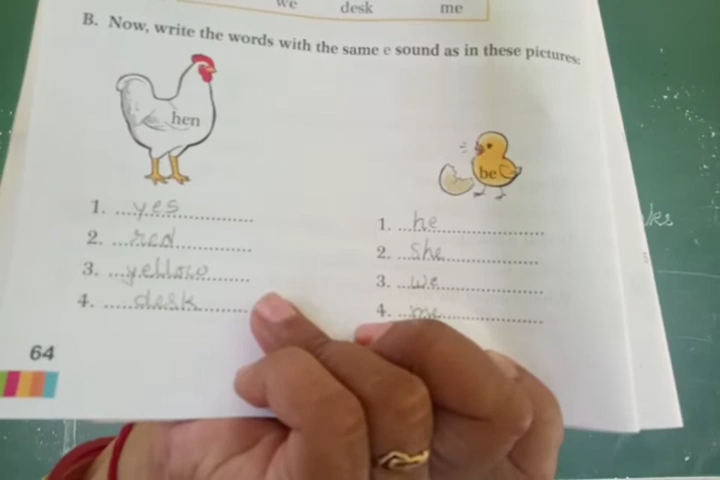 we desk me
B. Now, write the words with the same e sound as in these pictures:
hen
be
1. yes
2. red
3. yellow
4. desk
1. he
2. she
3. we
4. me
64